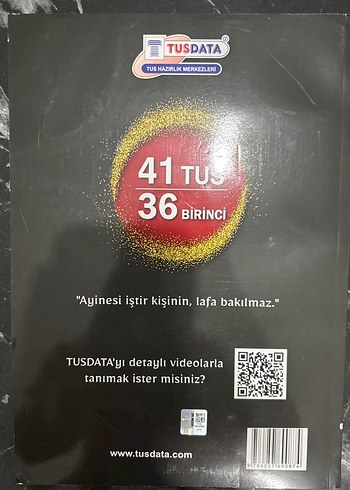 TUSDATA
TUS HAZIRLIK MERKEZLERİ
41 TUS
36 BİRİNCİ
"Ayinesi iştir kişinin, lafa bakılmaz."
TUSDATA'yı detaylı videolarla
tanımak ister misiniz?
www.tusdata.com